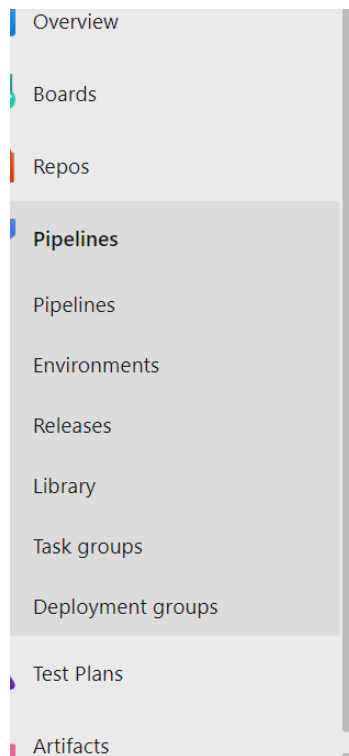 Overview
Boards
Repos
Pipelines
Pipelines
Environments
Releases
Library
Task groups
Deployment groups
Test Plans
Artifacts